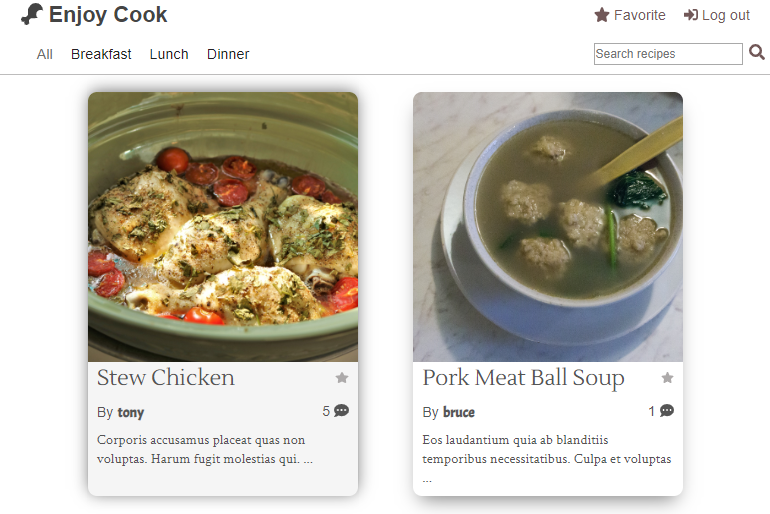 Enjoy Cook
Favorite
Log out
All
Breakfast
Lunch
Dinner
Search recipes
Stew Chicken
By tony
5
Corporis accusamus placeat quas non
voluptas. Harum fugit molestias qui. ...
Pork Meat Ball Soup
By bruce
1
Eos laudantium quia ab blanditiis
temporibus necessitatibus. Culpa et voluptas
...